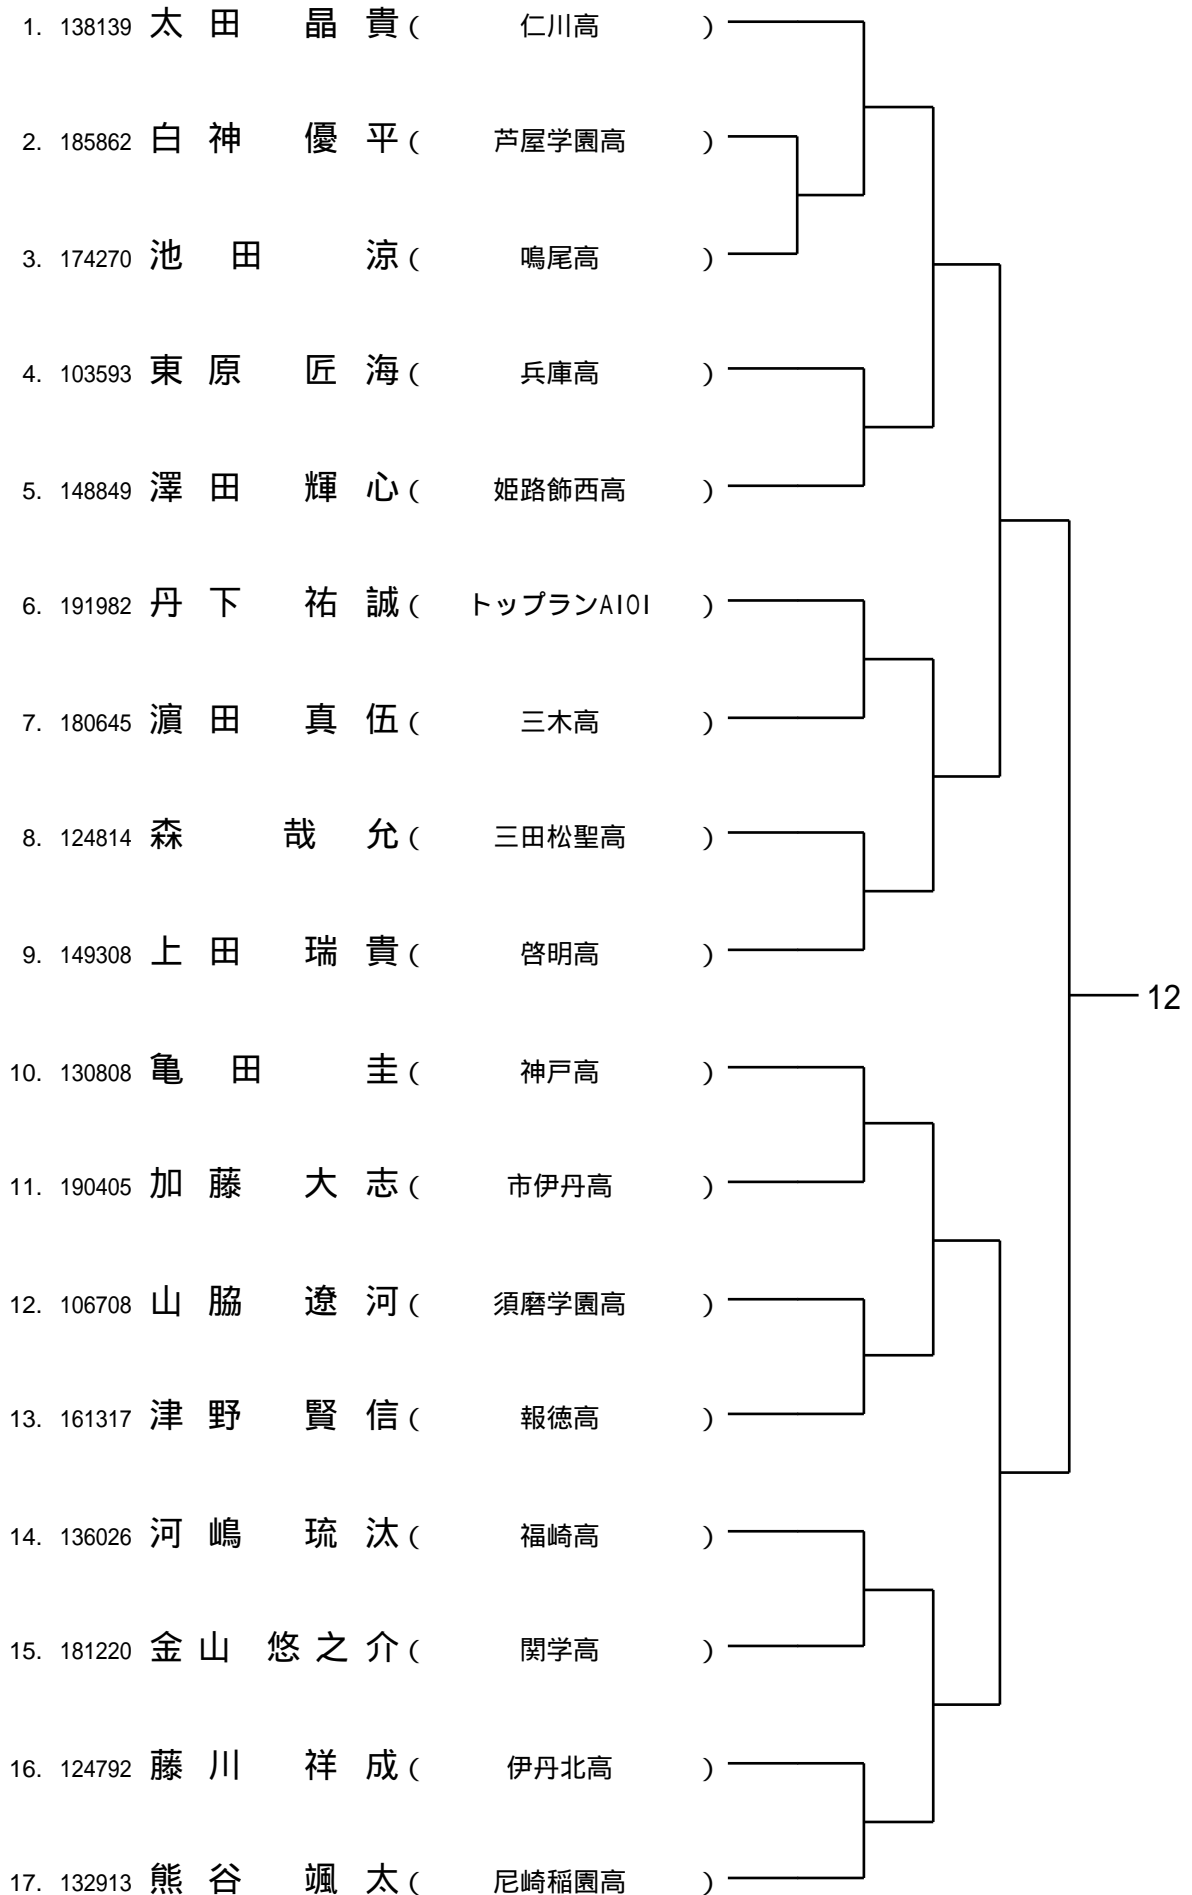 1. 138139 太田 晶貴 ( 仁川高 )
2. 185862 白神 優平 ( 芦屋学園高 )
3. 174270 池田 涼 ( 鳴尾高 )
4. 103593 東原 匠海 ( 兵庫高 )
5. 148849 澤田 輝心 ( 姫路飾西高 )
6. 191982 丹下 祐誠 ( トップランAIOI )
7. 180645 濵田 真伍 ( 三木高 )
8. 124814 森 哉允 ( 三田松聖高 )
9. 149308 上田 瑞貴 ( 啓明高 )
12
10. 130808 亀田 圭 ( 神戸高 )
11. 190405 加藤 大志 ( 市伊丹高 )
12. 106708 山脇 遼河 ( 須磨学園高 )
13. 161317 津野 賢信 ( 報徳高 )
14. 136026 河嶋 琉汰 ( 福崎高 )
15. 181220 金山 悠之介 ( 関学高 )
16. 124792 藤川 祥成 ( 伊丹北高 )
17. 132913 熊谷 颯太 ( 尼崎稲園高 )